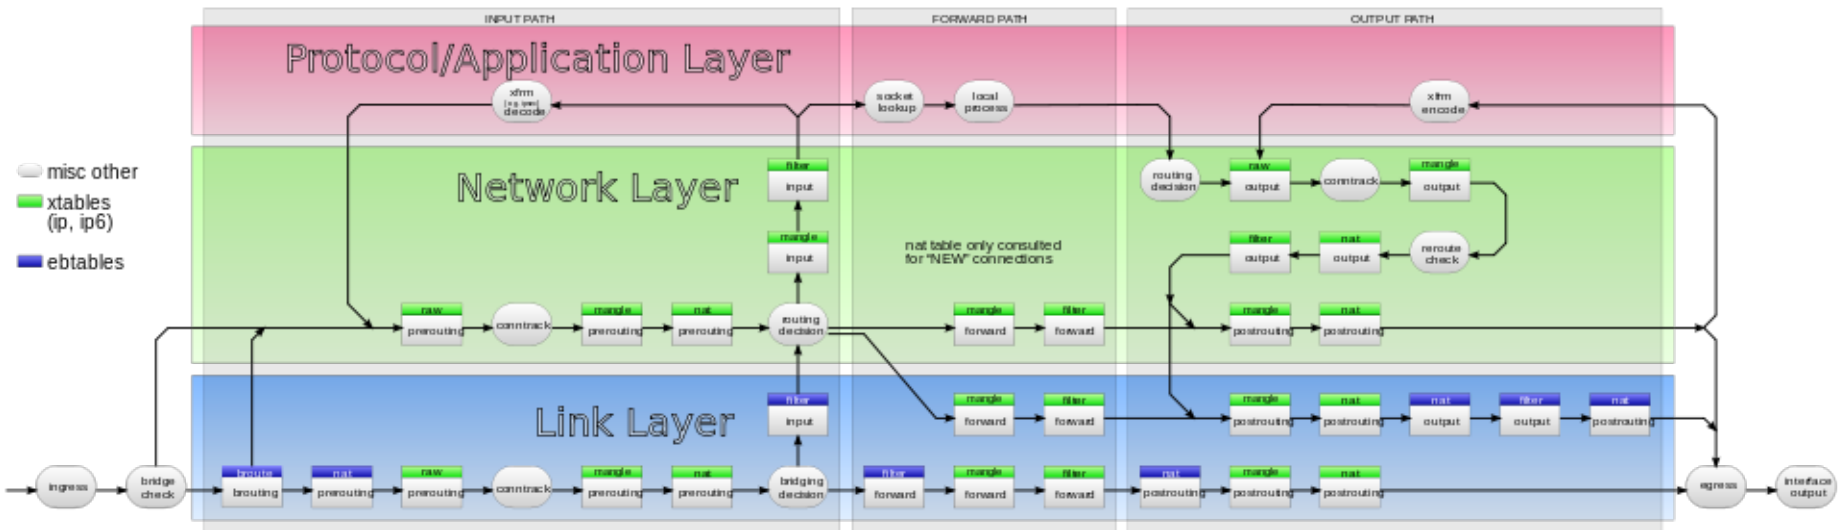 INPUT PATH
FORWARD PATH
OUTPUT PATH
Protocol/Application Layer
xfrm
(e.g. ipsec)
decode
socket
lookup
local
process
xfrm
encode
misc other
xtables
(ip, ip6)
ebtables
Network Layer
filter
input
mangle
input
routing
decision
raw
output
conntrack
mangle
output
nat table only consulted
for "NEW" connections
filter
output
nat
output
reroute
check
raw
prerouting
conntrack
mangle
prerouting
nat
prerouting
routing
decision
mangle
forward
filter
forward
mangle
postrouting
nat
postrouting
Link Layer
filter
input
mangle
forward
filter
forward
mangle
postrouting
nat
postrouting
nat
output
filter
output
nat
postrouting
ingress
bridge
check
broute
brouting
nat
prerouting
raw
prerouting
conntrack
mangle
prerouting
nat
prerouting
bridging
decision
filter
forward
mangle
forward
filter
forward
nat
postrouting
mangle
postrouting
nat
postrouting
egress
interface
output